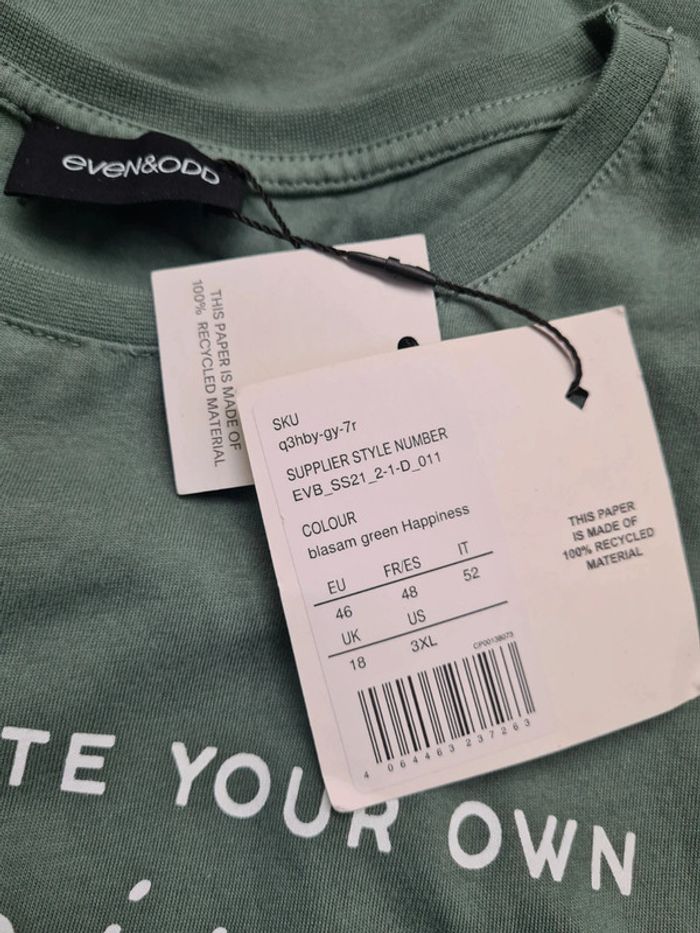 eveN&ODD
THIS PAPER IS MADE OF
100% RECYCLED MATERIAL
SKU
q3hby-gy-7r
SUPPLIER STYLE NUMBER
EVB_SS21_2-1-D_011
COLOUR
blasam green Happiness
EU FR/ES IT
46 48 52
UK US
18 3XL
CP00138073
4 064463 237263
THIS PAPER
IS MADE OF
100% RECYCLED
MATERIAL
TE YOUR OWN